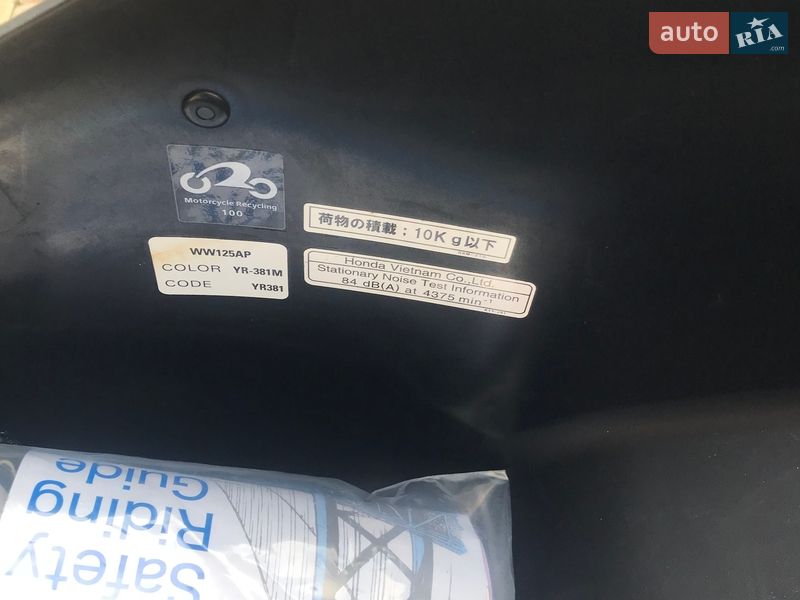 auto RIA
.com
Motorcycle Recycling
100
荷物の積載：10Kg以下
WW125AP
COLOR YR-381M
CODE YR381
Honda Vietnam Co.,Ltd.
Stationary Noise Test Information
84 dB(A) at 4375 min⁻¹
Safety
Riding
Guide